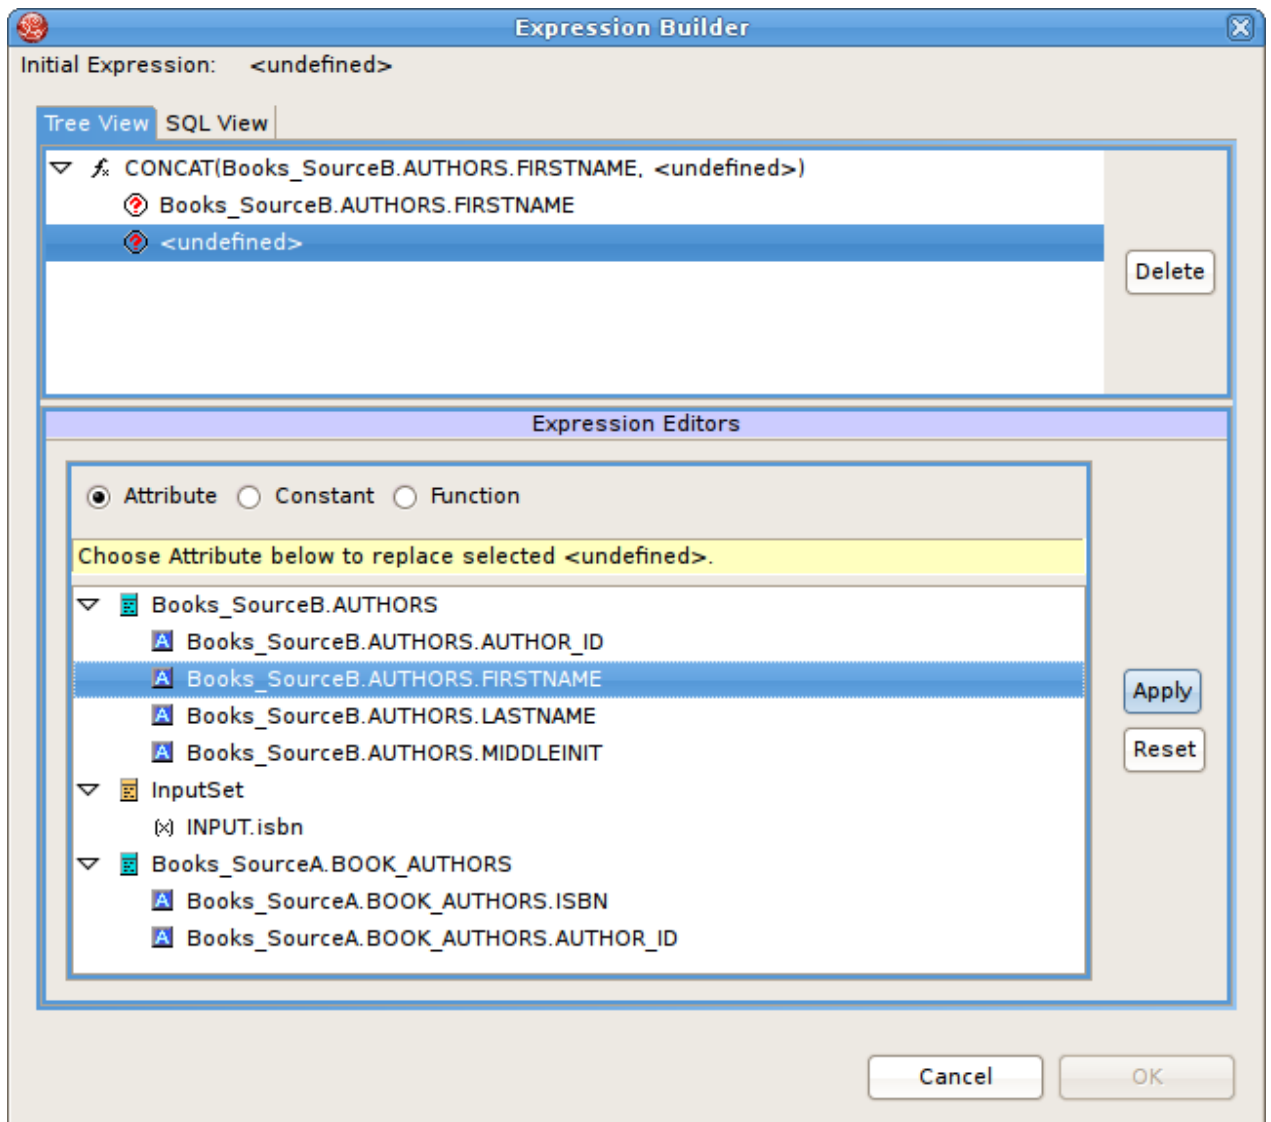 Expression Builder
Initial Expression: <undefined>
Tree View SQL View
CONCAT(Books_SourceB.AUTHORS.FIRSTNAME, <undefined>)
Books_SourceB.AUTHORS.FIRSTNAME
<undefined>
Delete
Expression Editors
Attribute Constant Function
Choose Attribute below to replace selected <undefined>.
Books_SourceB.AUTHORS
Books_SourceB.AUTHORS.AUTHOR_ID
Books_SourceB.AUTHORS.FIRSTNAME
Books_SourceB.AUTHORS.LASTNAME
Books_SourceB.AUTHORS.MIDDLEINIT
InputSet
INPUT.isbn
Books_SourceA.BOOK_AUTHORS
Books_SourceA.BOOK_AUTHORS.ISBN
Books_SourceA.BOOK_AUTHORS.AUTHOR_ID
Apply
Reset
Cancel OK